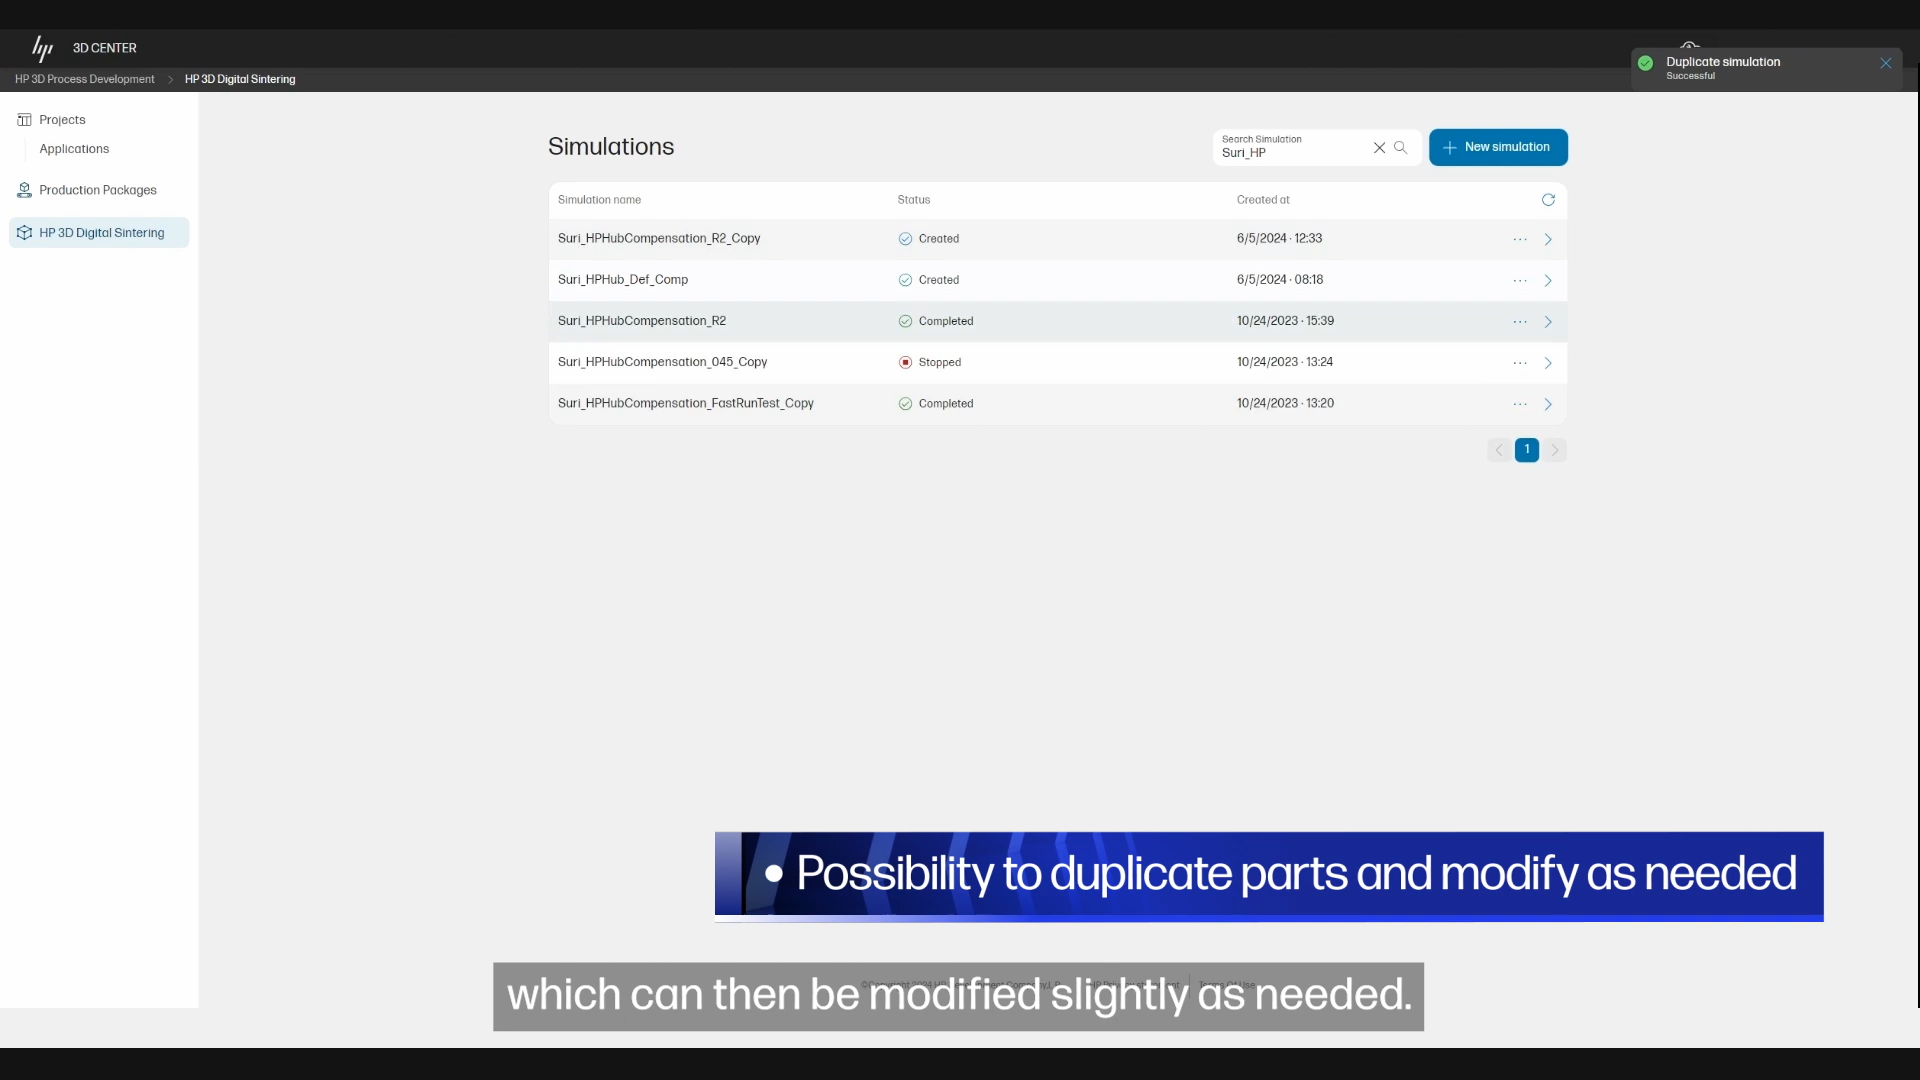 hp 3D CENTER
HP 3D Process Development > HP 3D Digital Sintering
Duplicate simulation
Successful
Projects
Applications
Production Packages
HP 3D Digital Sintering
Simulations
Search Simulation
Suri_HP
New simulation
Simulation name Status Created at
Suri_HPHubCompensation_R2_Copy Created 6/5/2024 · 12:33
Suri_HPHub_Def_Comp Created 6/5/2024 · 08:18
Suri_HPHubCompensation_R2 Completed 10/24/2023 · 15:39
Suri_HPHubCompensation_045_Copy Stopped 10/24/2023 · 13:24
Suri_HPHubCompensation_FastRunTest_Copy Completed 10/24/2023 · 13:20
1
• Possibility to duplicate parts and modify as needed
which can then be modified slightly as needed.